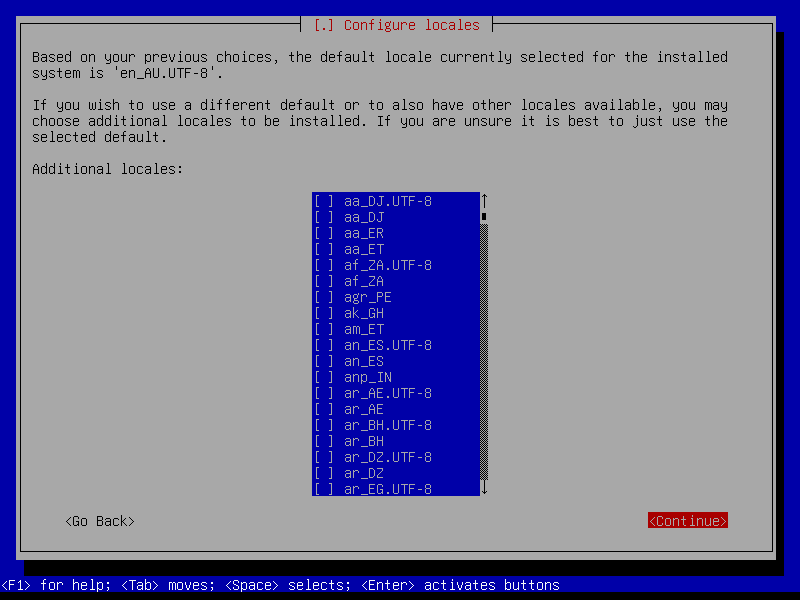 [.] Configure locales
Based on your previous choices, the default locale currently selected for the installed
system is 'en_AU.UTF-8'.
If you wish to use a different default or to also have other locales available, you may
choose additional locales to be installed. If you are unsure it is best to just use the
selected default.
Additional locales:
[ ] aa_DJ.UTF-8 ↑
[ ] aa_DJ
[ ] aa_ER
[ ] aa_ET
[ ] af_ZA.UTF-8
[ ] af_ZA
[ ] agr_PE
[ ] ak_GH
[ ] am_ET
[ ] an_ES.UTF-8
[ ] an_ES
[ ] anp_IN
[ ] ar_AE.UTF-8
[ ] ar_AE
[ ] ar_BH.UTF-8
[ ] ar_BH
[ ] ar_DZ.UTF-8
[ ] ar_DZ
[ ] ar_EG.UTF-8 ↓
<Go Back> <Continue>
<F1> for help; <Tab> moves; <Space> selects; <Enter> activates buttons